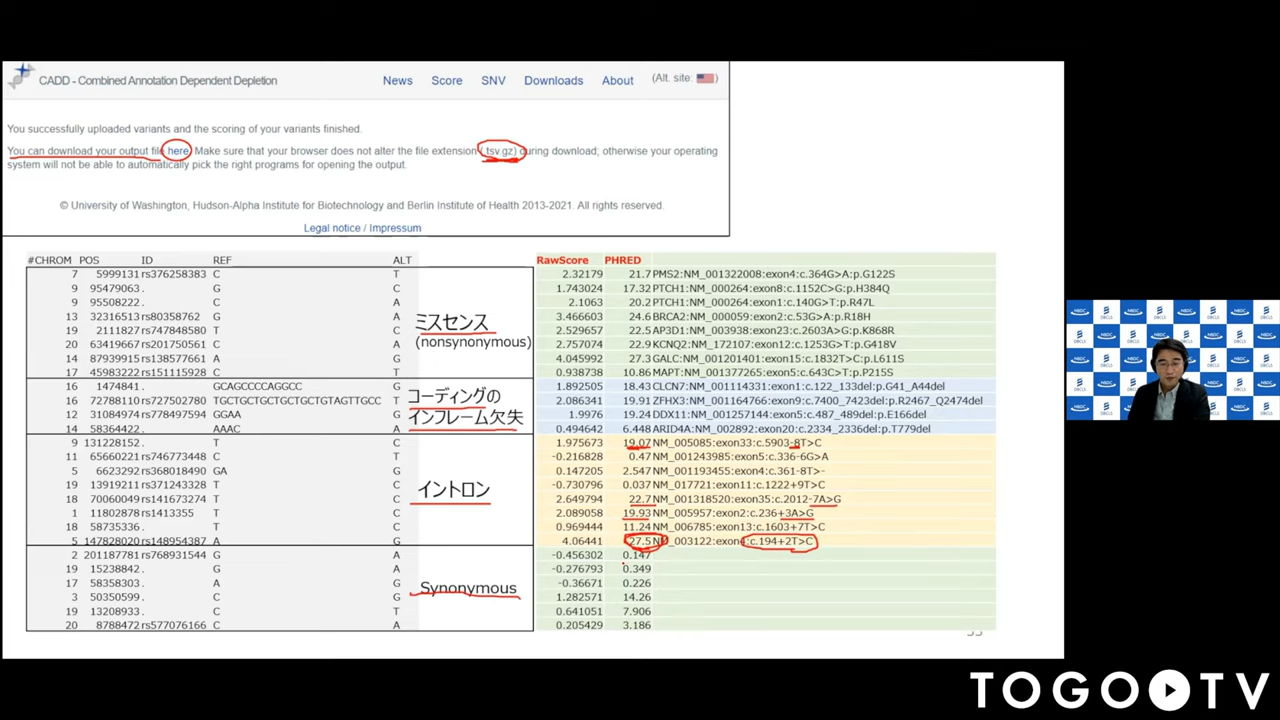 CADD - Combined Annotation Dependent Depletion News Score SNV Downloads About (Alt. site: )
You successfully uploaded variants and the scoring of your variants finished.
You can download your output file here. Make sure that your browser does not alter the file extension (.tsv.gz) during download; otherwise your operating
system will not be able to automatically pick the right programs for opening the output.
© University of Washington, Hudson-Alpha Institute for Biotechnology and Berlin Institute of Health 2013-2021. All rights reserved.
Legal notice / Impressum
#CHROM POS ID REF ALT RawScore PHRED
7 5999131 rs376258383 C T 2.32179 21.7 PMS2:NM_001322008:exon4:c.364G>A:p.G122S
9 95479063 . G C 1.743024 17.32 PTCH1:NM_000264:exon8:c.1152C>G:p.H384Q
9 95508222 . C A 2.1063 20.2 PTCH1:NM_000264:exon1:c.140G>T:p.R47L
13 32316513 rs80358762 G A 3.466603 24.6 BRCA2:NM_000059:exon2:c.53G>A:p.R18H
ミスセンス
19 2111827 rs747848580 T C 2.529657 22.5 AP3D1:NM_003938:exon23:c.2603A>G:p.K868R
(nonsynonymous)
20 63419667 rs201750561 C A 2.757074 22.9 KCNQ2:NM_172107:exon12:c.1253G>T:p.G418V
14 87939915 rs138577661 A G 4.045992 27.3 GALC:NM_001201401:exon15:c.1832T>C:p.L611S
17 45983222 rs151115928 C T 0.938738 10.86 MAPT:NM_001377265:exon5:c.643C>T:p.P215S
16 1474841 . GCAGCCCCAGGCC G 1.892505 18.43 CLCN7:NM_001114331:exon1:c.122_133del:p.G41_A44del
コーディングの
16 72788110 rs727502780 TGCTGCTGCTGCTGCTGTAGTTGCC T 2.086341 19.91 ZFHX3:NM_001164766:exon9:c.7400_7423del:p.R2467_Q2474del
インフレーム欠失
12 31084974 rs778497594 GGAA G 1.9976 19.24 DDX11:NM_001257144:exon5:c.487_489del:p.E166del
14 58364422 . AAAC A 0.494642 6.448 ARID4A:NM_002892:exon20:c.2334_2336del:p.T779del
9 131228152 . T C 1.975673 19.07 NM_005085:exon33:c.5903-8T>C
11 65660221 rs746773448 C T -0.216828 0.47 NM_001243985:exon5:c.336-6G>A
5 6623292 rs368018490 GA G 0.147205 2.547 NM_001193455:exon4:c.361-8T>-
19 13919211 rs371243328 T C -0.730796 0.037 NM_017721:exon11:c.1222+9T>C
イントロン
18 70060049 rs141673274 T C 2.649794 22.7 NM_001318520:exon35:c.2012-7A>G
1 11802878 rs1413355 T C 2.089058 19.93 NM_005957:exon2:c.236+3A>G
18 58735336 . T C 0.969444 11.24 NM_006785:exon13:c.1603+7T>C
5 147828020 rs148954387 A G 4.06441 27.5 NM_003122:exon4:c.194+2T>C
2 201187781 rs768931544 G A -0.456302 0.147
19 15238842 . G A -0.276793 0.349
17 58358303 . A G -0.36671 0.226
Synonymous
3 50350599 . C G 1.282571 14.26
19 13208933 . C T 0.641051 7.906
20 8788472 rs577076166 C A 0.205429 3.186
TOGO TV